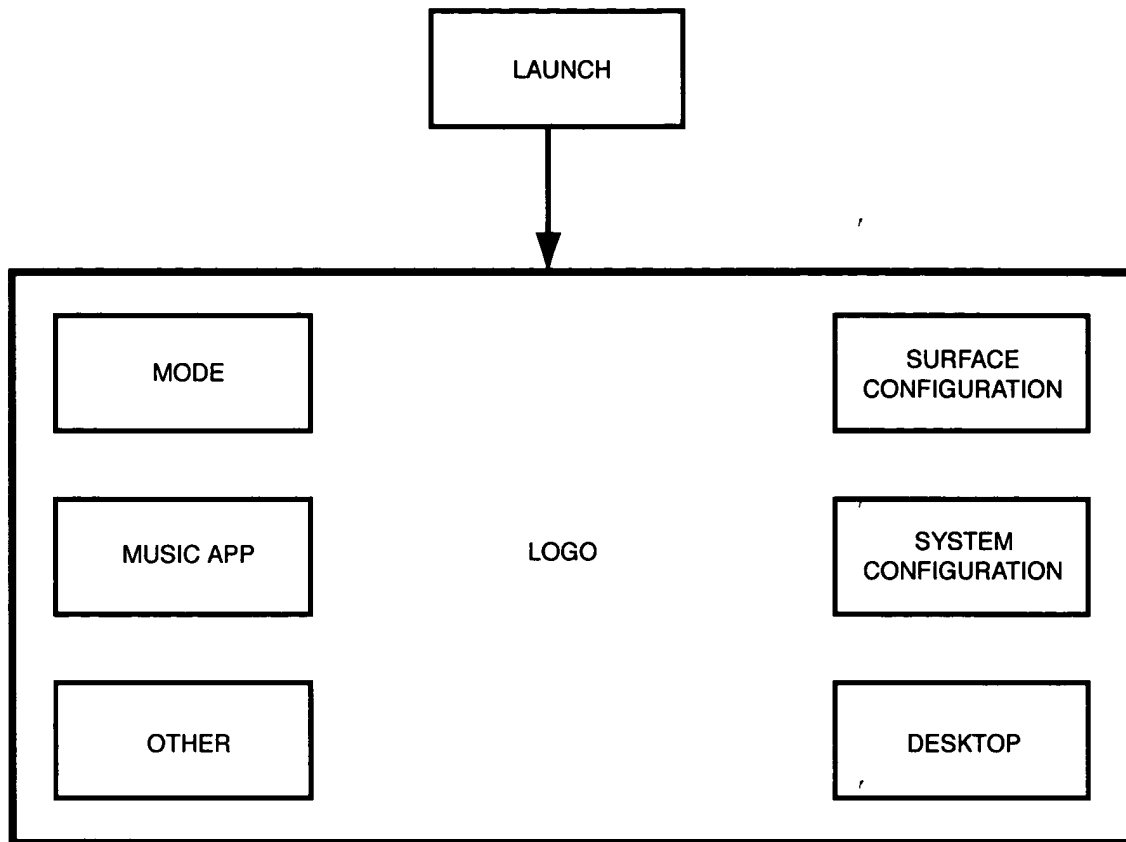 LAUNCH
MODE
SURFACE
CONFIGURATION
MUSIC APP
LOGO
SYSTEM
CONFIGURATION
OTHER
DESKTOP